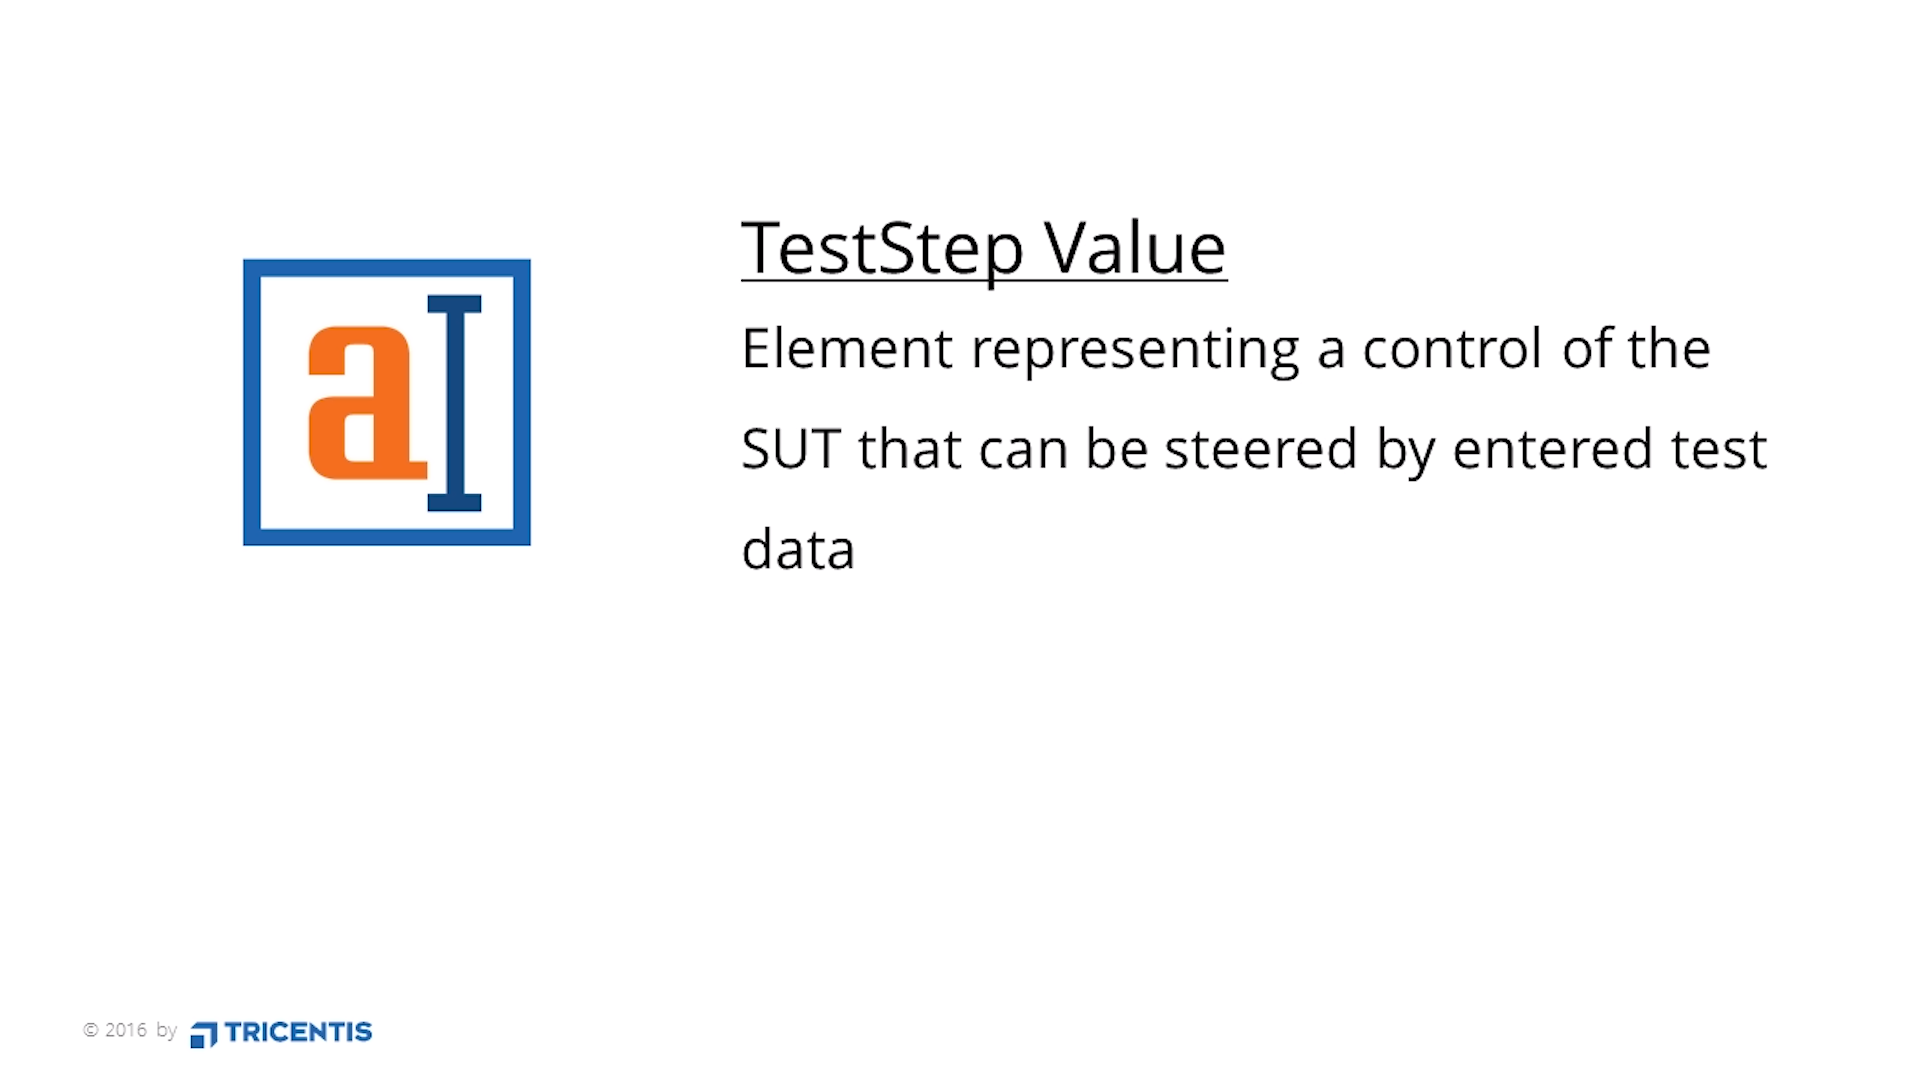 TestStep Value
Element representing a control of the
SUT that can be steered by entered test
data
a
© 2016 by TRICENTIS